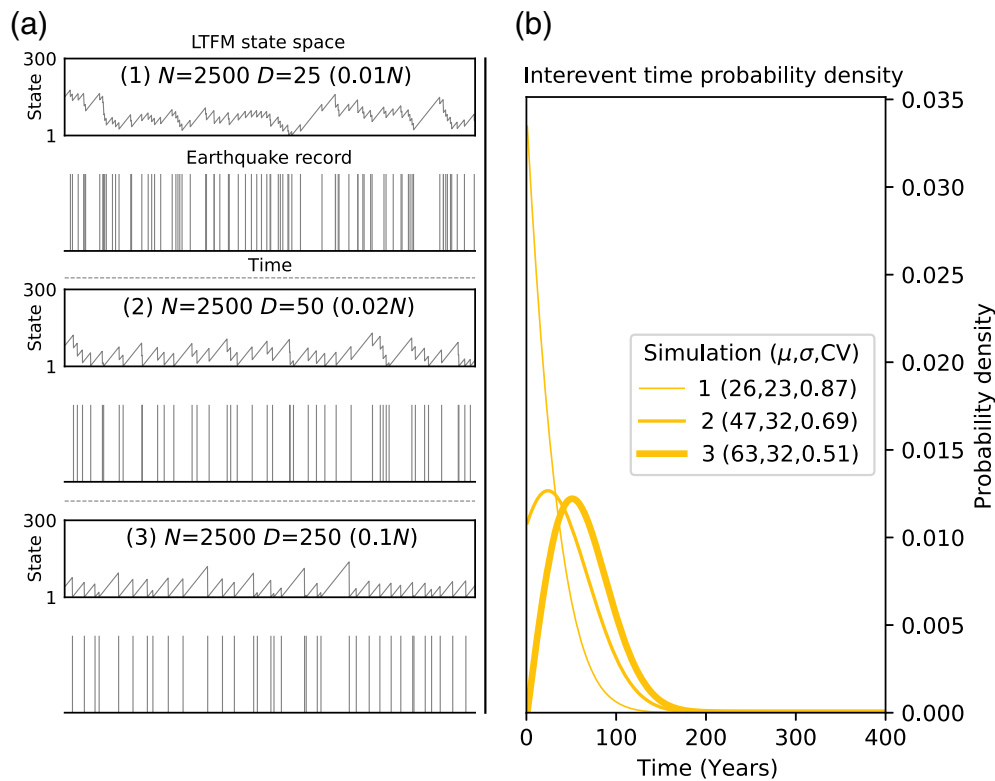 (a)
LTFM state space
300
State
(1) N=2500 D=25 (0.01N)
1
Earthquake record
Time
300
State
(2) N=2500 D=50 (0.02N)
1
300
State
(3) N=2500 D=250 (0.1N)
1
(b)
Interevent time probability density
0.035
0.030
0.025
0.020
0.015
0.010
0.005
0.000
Probability density
Simulation (μ,σ,CV)
1 (26,23,0.87)
2 (47,32,0.69)
3 (63,32,0.51)
0 100 200 300 400
Time (Years)